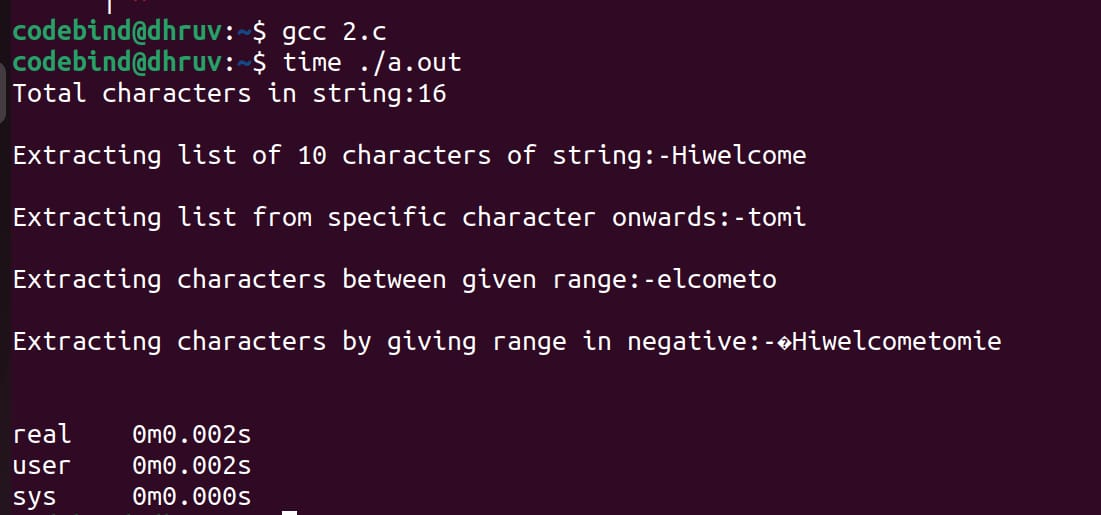 codebind@dhruv:~$ gcc 2.c
codebind@dhruv:~$ time ./a.out
Total characters in string:16
Extracting list of 10 characters of string:-Hiwelcome
Extracting list from specific character onwards:-tomi
Extracting characters between given range:-elcometo
Extracting characters by giving range in negative:-�Hiwelcometomie
real 0m0.002s
user 0m0.002s
sys 0m0.000s